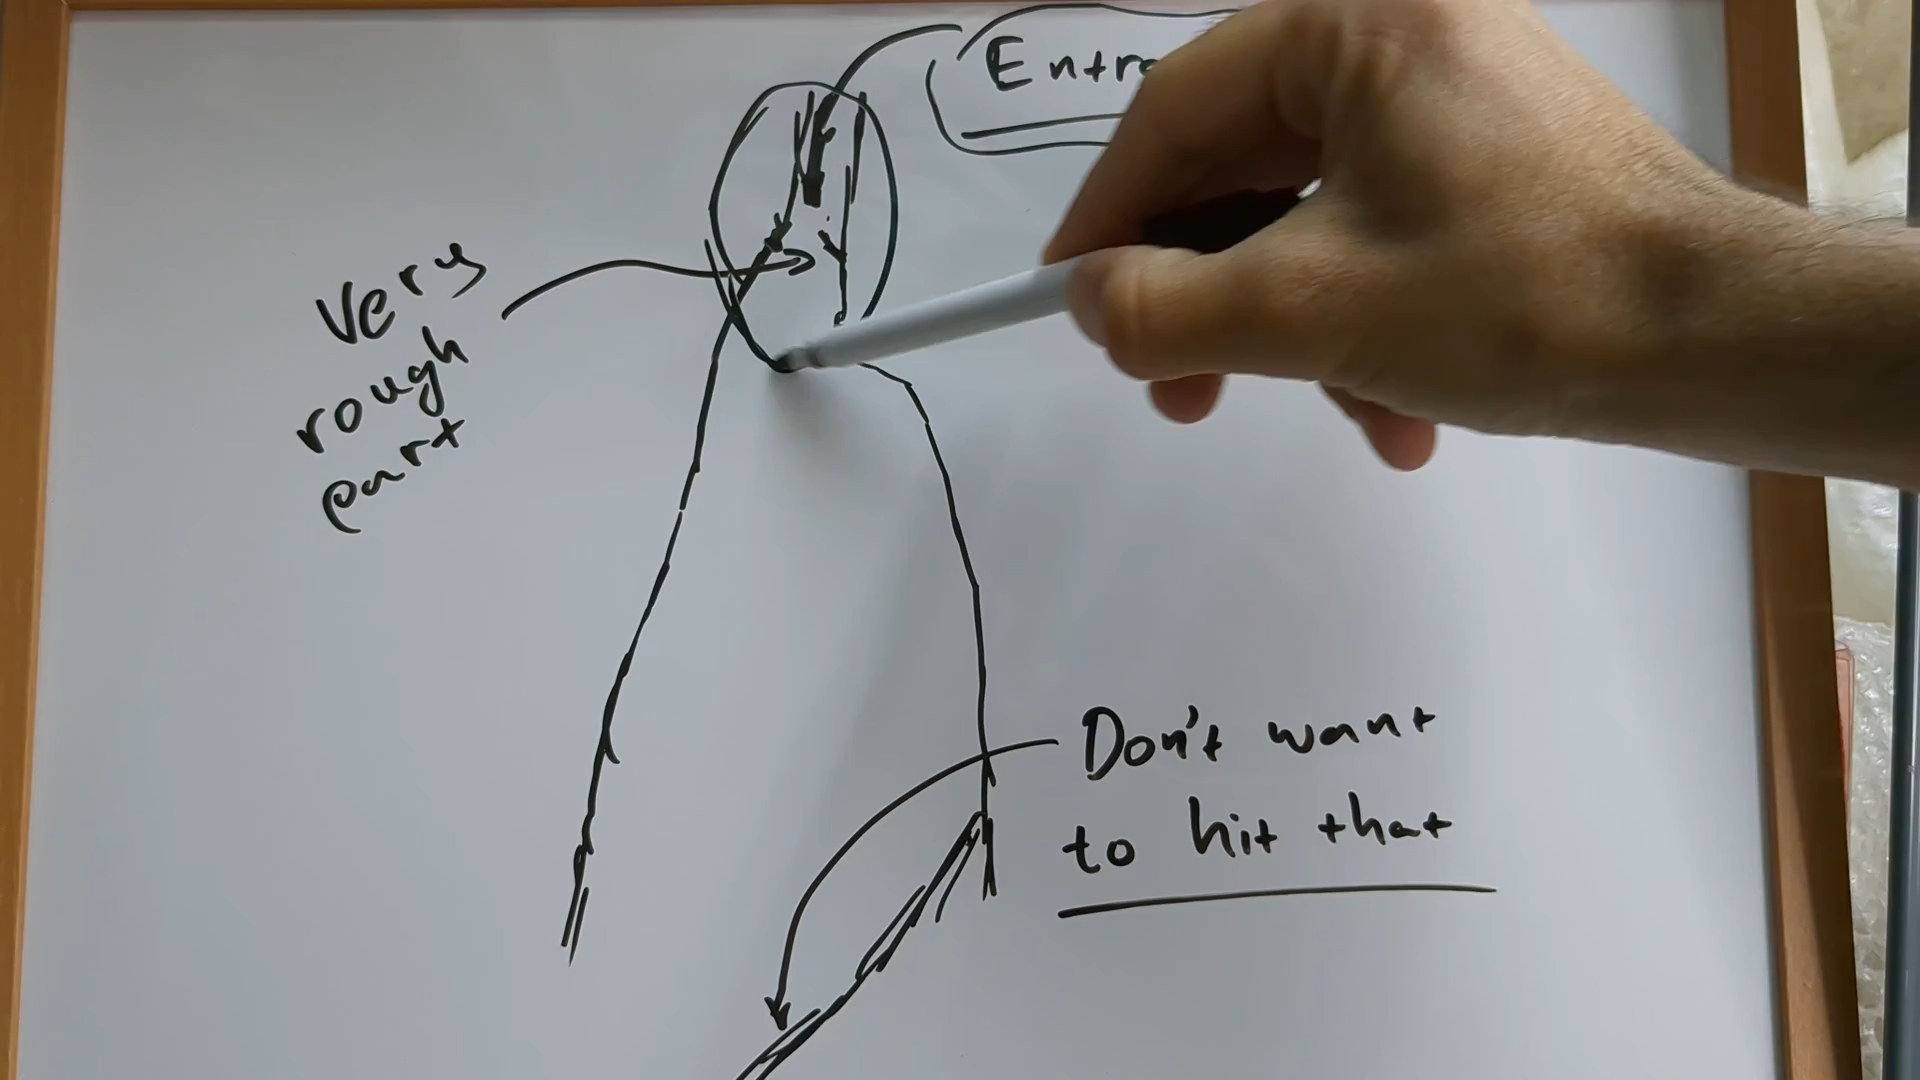 Very
rough
part
Don't want
to hit that